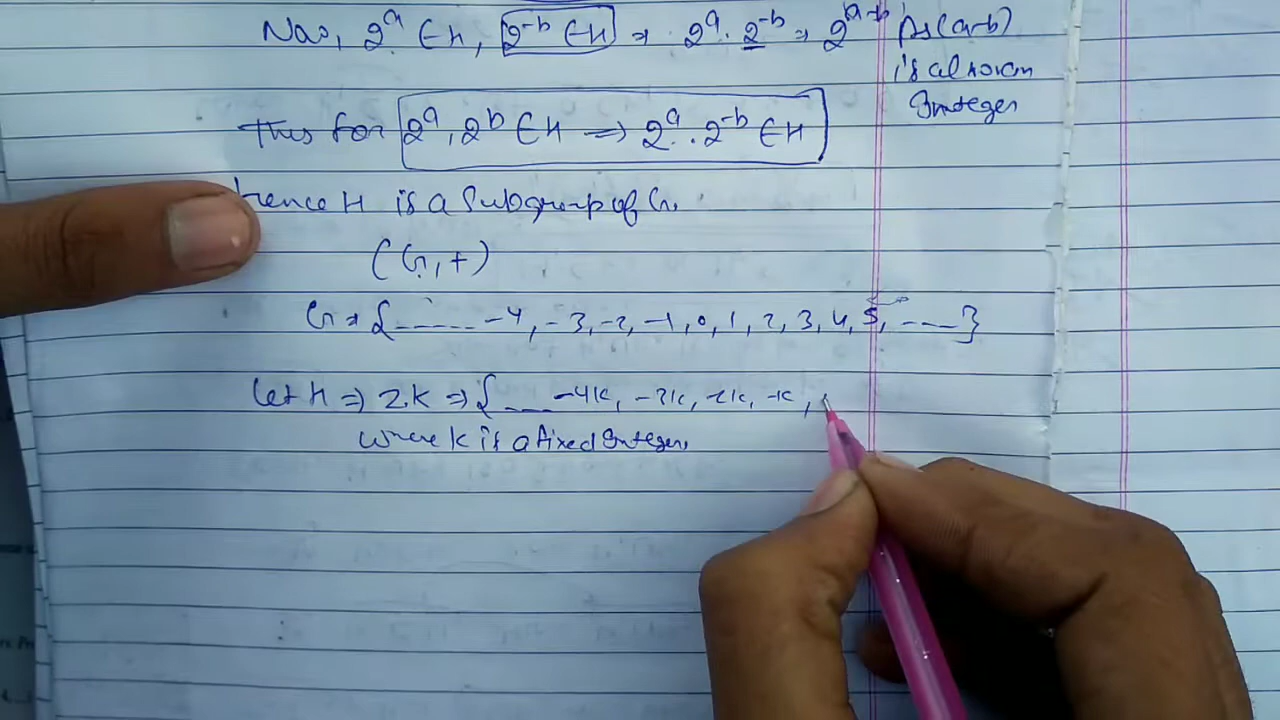 Now, 2^a ∈ H, 2^-b ∈ H ⇒ 2^a . 2^-b ⇒ 2^a-b As (a-b)
is also an
Integer
Thus for 2^a, 2^b ∈ H ⇒ 2^a . 2^-b ∈ H
hence H is a Subgroup of G.
(G, +)
G = {------ -4, -3, -2, -1, 0, 1, 2, 3, 4, 5, ----}
Let H ⇒ ZK ⇒ {---- -4K, -3K, -2K, -K,
where K is a fixed Integer.